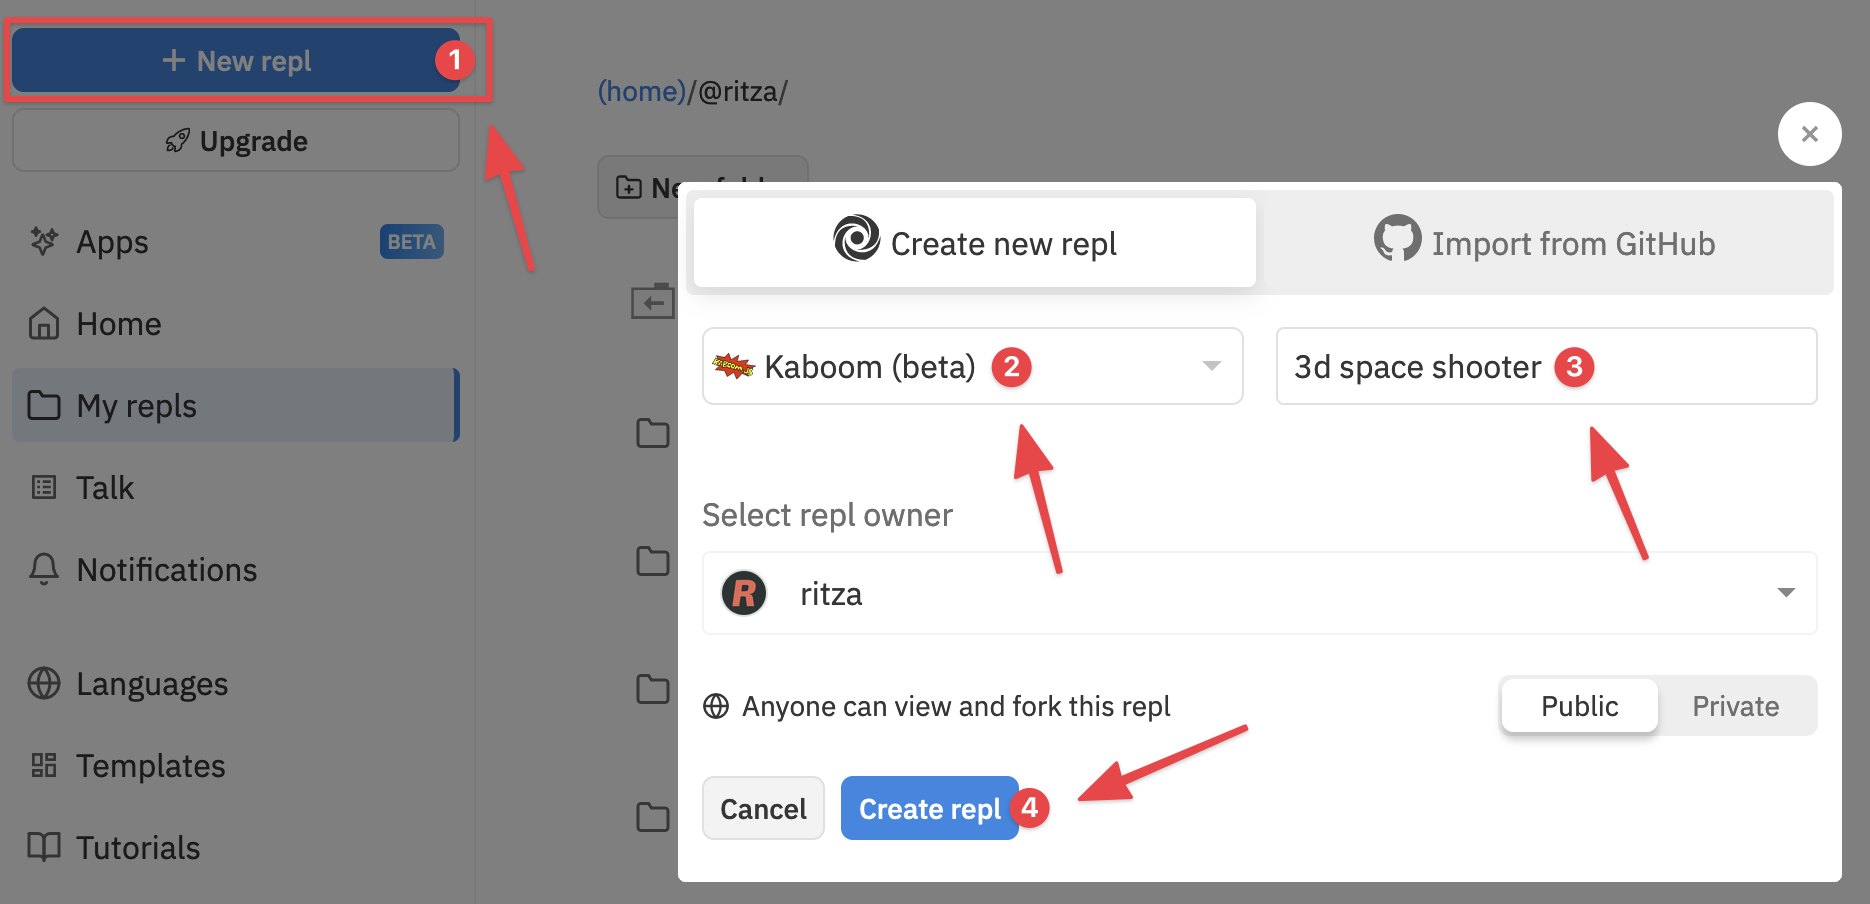 + New repl 1
Upgrade
Apps BETA
Home
My repls
Talk
Notifications
Languages
Templates
Tutorials
(home)/@ritza/
×
Create new repl
Import from GitHub
Kaboom (beta) 2
3d space shooter 3
Select repl owner
R ritza
Anyone can view and fork this repl
Public Private
Cancel
Create repl 4